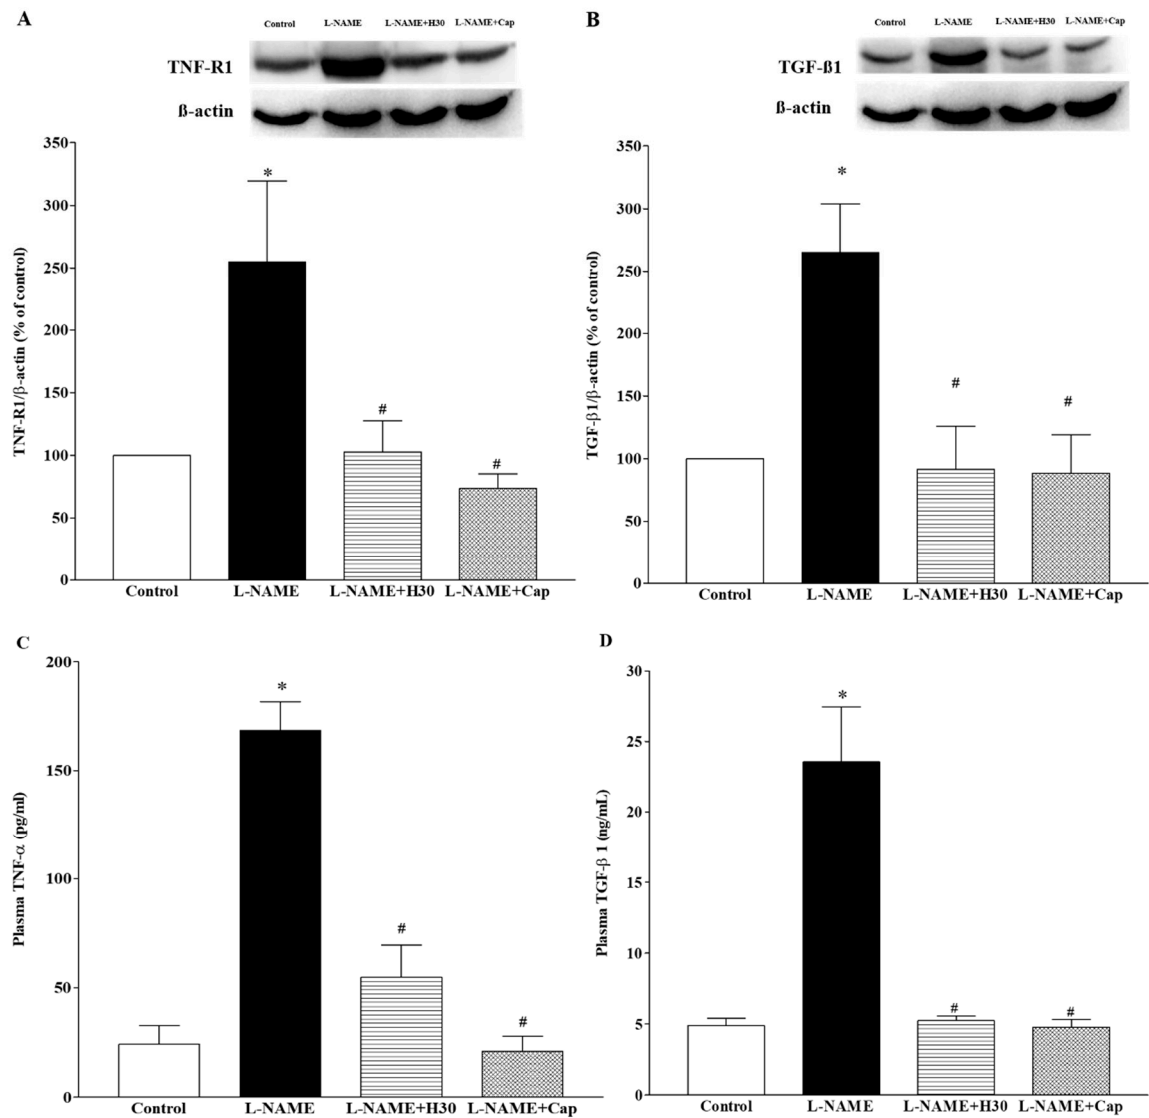 A
Control L-NAME L-NAME+H30 L-NAME+Cap
TNF-R1
ß-actin
350
300
250
200
150
100
50
0
TNF-R1/β-actin (% of control)
*
#
#
Control L-NAME L-NAME+H30 L-NAME+Cap
B
Control L-NAME L-NAME+H30 L-NAME+Cap
TGF-ß1
ß-actin
350
300
250
200
150
100
50
0
TGF-β1/β-actin (% of control)
*
#
#
Control L-NAME L-NAME+H30 L-NAME+Cap
C
200
150
100
50
0
Plasma TNF-α (pg/ml)
*
#
#
Control L-NAME L-NAME+H30 L-NAME+Cap
D
30
25
20
15
10
5
0
Plasma TGF-β 1 (ng/mL)
*
#
#
Control L-NAME L-NAME+H30 L-NAME+Cap